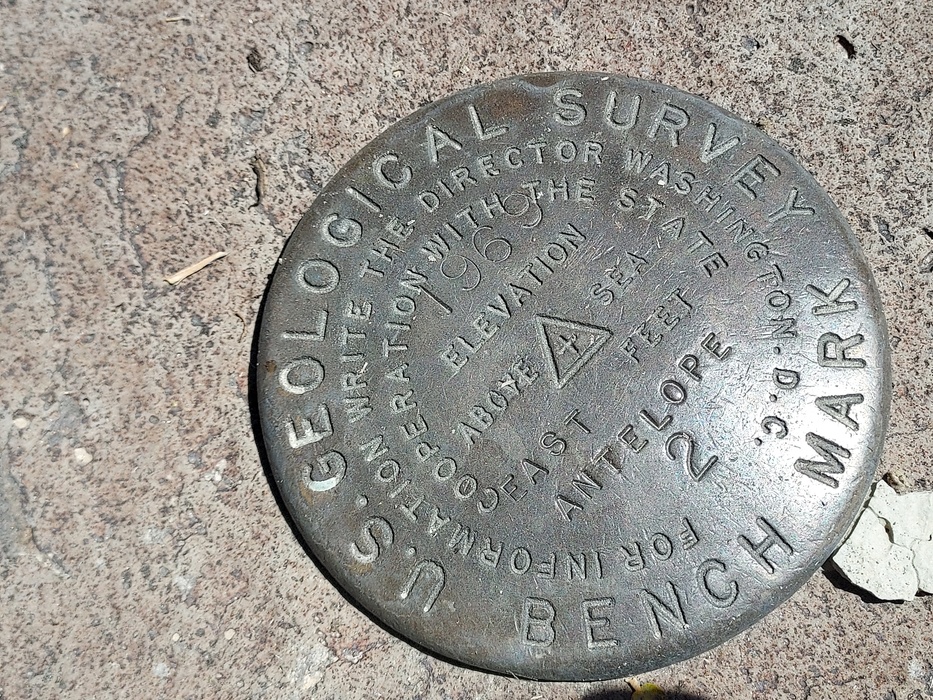 U.S. GEOLOGICAL SURVEY
BENCH MARK
FOR INFORMATION WRITE THE DIRECTOR WASHINGTON. D. C.
COOPERATION WITH THE STATE
1969
ELEVATION
ABOVE SEA
FEET
EAST
ANTELOPE
2